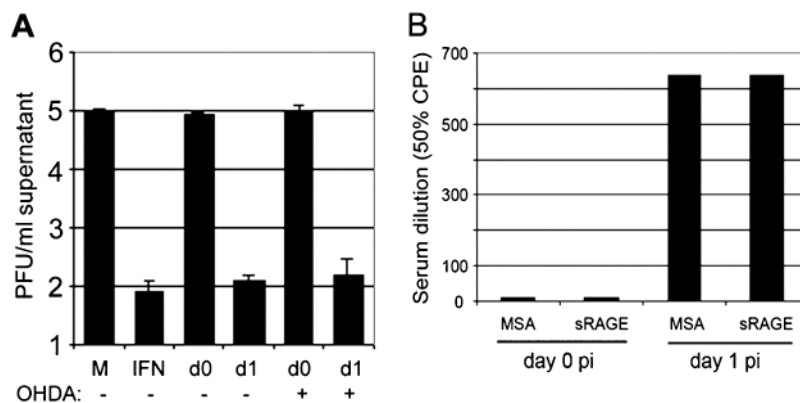 A
PFU/ml supernatant
6
5
4
3
2
1
M IFN d0 d1 d0 d1
OHDA: - - - - + +
B
Serum dilution (50% CPE)
700
500
300
100
0
MSA sRAGE MSA sRAGE
day 0 pi day 1 pi